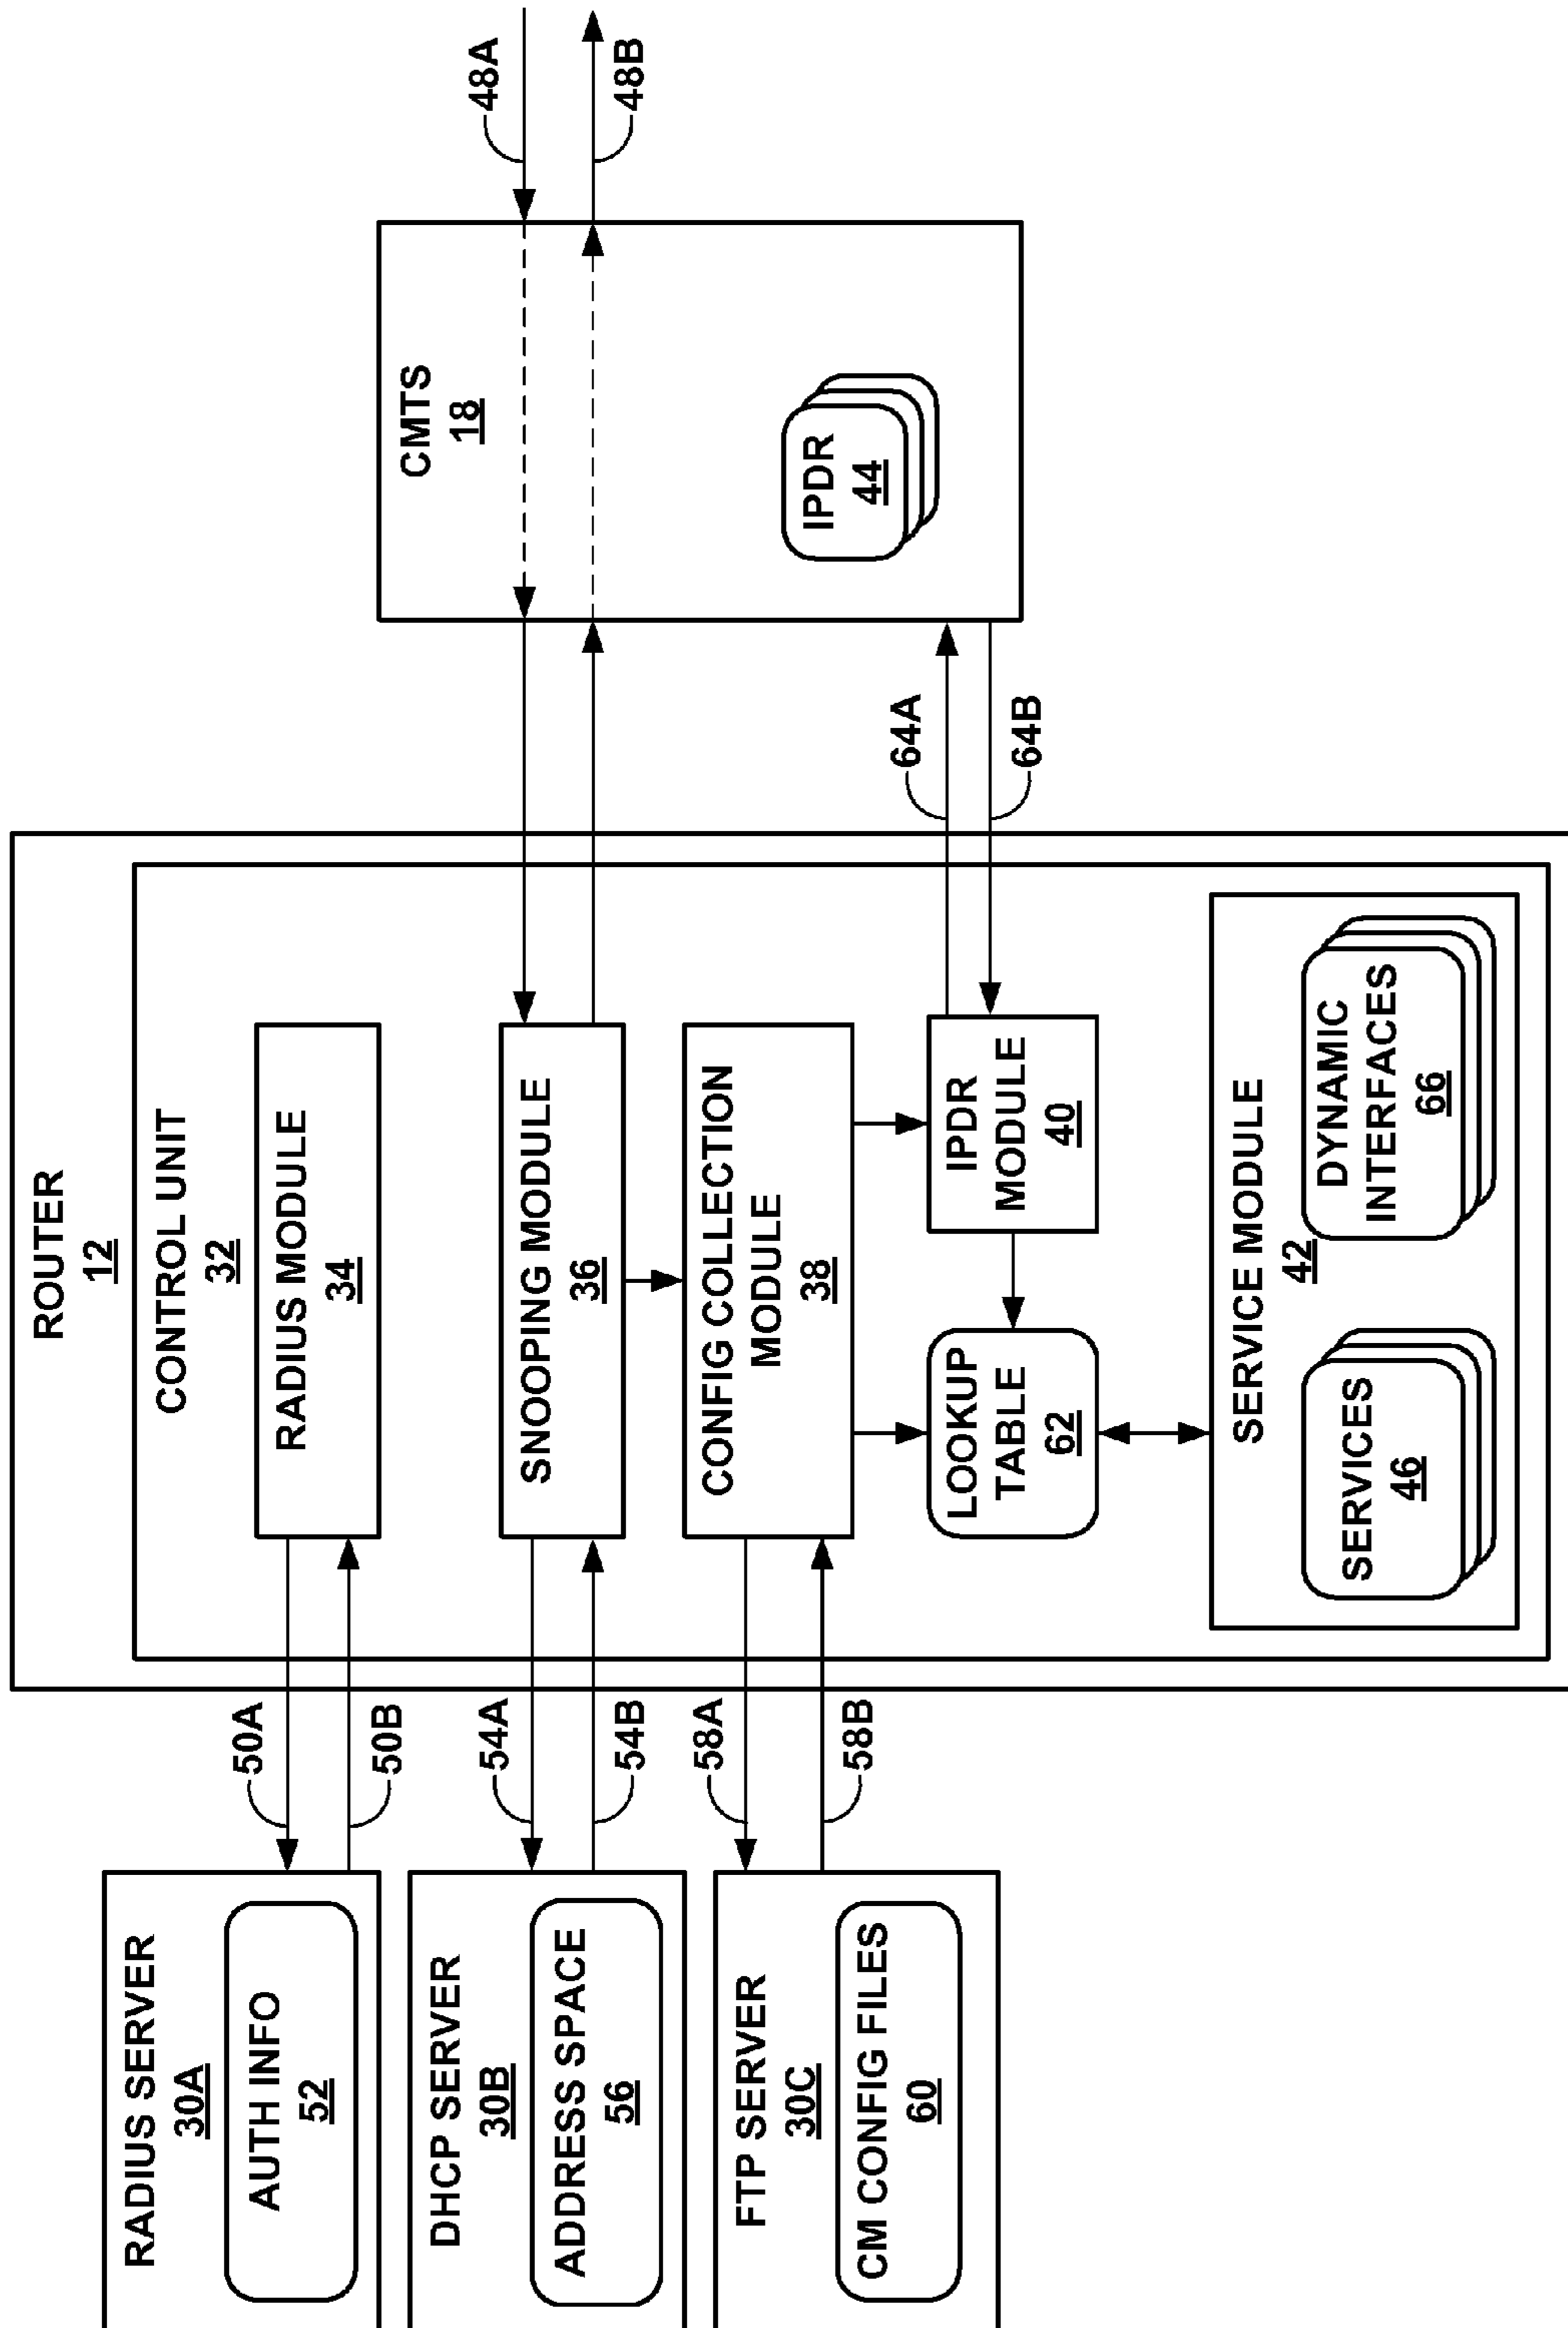 RADIUS SERVER
30A
AUTH INFO
52
DHCP SERVER
30B
ADDRESS SPACE
56
FTP SERVER
30C
CM CONFIG FILES
60
50A
50B
54A
54B
58A
58B
ROUTER
12
CONTROL UNIT
32
RADIUS MODULE
34
SNOOPING MODULE
36
CONFIG COLLECTION
MODULE
38
LOOKUP
TABLE
62
IPDR
MODULE
40
SERVICE MODULE
42
SERVICES
46
DYNAMIC
INTERFACES
66
64A
64B
CMTS
18
IPDR
44
48A
48B